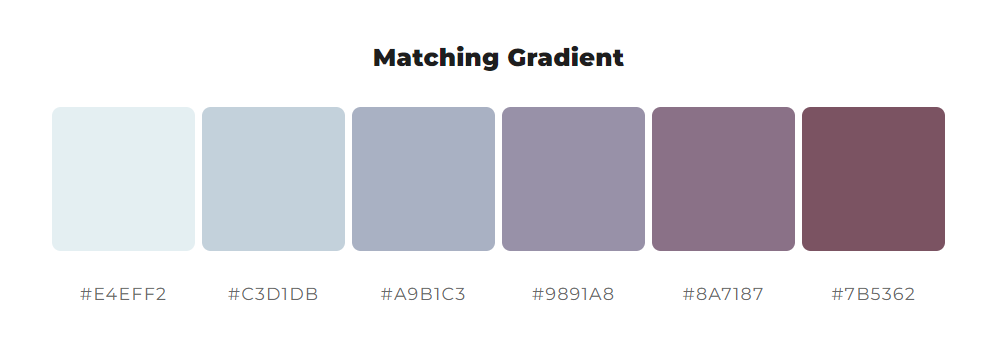 Matching Gradient
#E4EFF2 #C3D1DB #A9B1C3 #9891A8 #8A7187 #7B5362